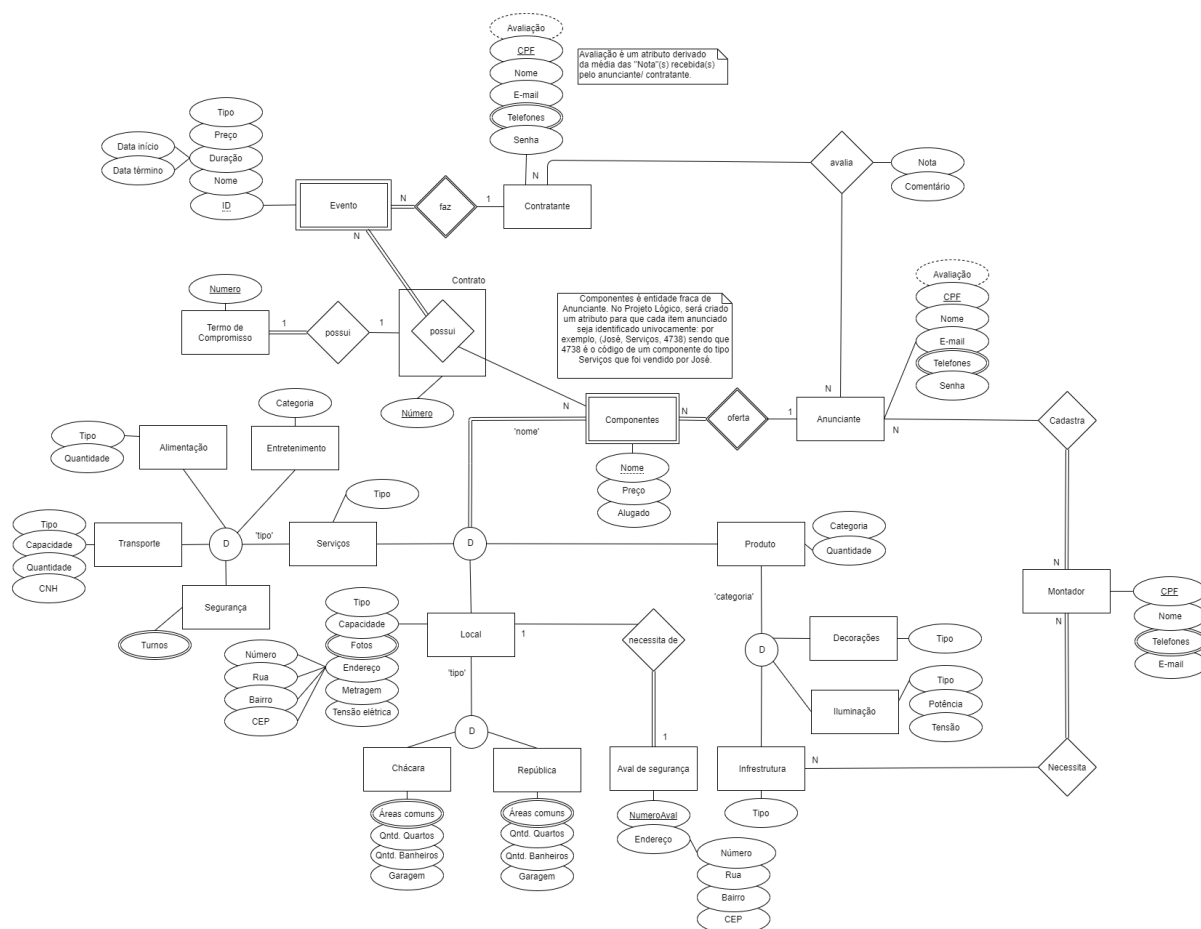 Avaliação
CPF
Nome
E-mail
Telefones
Senha
Avaliação é um atributo derivado
da média das "Nota"(s) recebida(s)
pelo anunciante/ contratante.
Tipo
Preço
Duração
Nome
ID
Data início
Data término
Evento
N
faz
1
N
Contratante
avalia
Nota
Comentário
N
N
Contrato
Numero
Termo de
Compromisso
1
possui
1
possui
Número
Componentes é entidade fraca de
Anunciante. No Projeto Lògico, será criado
um atributo para que cada item anunciado
seja identificado univocamente: por
exemplo, (José, Serviços, 4738) sendo que
4738 é o código de um componente do tipo
Serviços que foi vendido por José.
Avaliação
CPF
Nome
E-mail
Telefones
Senha
N
Componentes
N
oferta
1
Anunciante
N
Cadastra
'nome'
Nome
Preço
Alugado
Categoria
Tipo
Quantidade
Alimentação
Entretenimento
Tipo
Tipo
Capacidade
Quantidade
CNH
Transporte
D
'tipo'
Serviços
D
Produto
Categoria
Quantidade
Segurança
Turnos
Tipo
Capacidade
Fotos
Endereço
Metragem
Tensão elétrica
Número
Rua
Bairro
CEP
Local
1
necessita de
'tipo'
'categoria'
D
Decorações
Tipo
Iluminação
Tipo
Potência
Tensão
N
Montador
N
CPF
Nome
Telefones
E-mail
D
Chácara
República
1
Aval de segurança
Infrestrutura
N
Necessita
Áreas comuns
Qntd. Quartos
Qntd. Banheiros
Garagem
Áreas comuns
Qntd. Quartos
Qntd. Banheiros
Garagem
NumeroAval
Endereço
Tipo
Número
Rua
Bairro
CEP